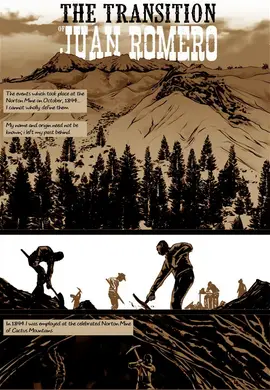 THE TRANSITION
OF
JUAN ROMERO
The events which took place at the
Norton Mine in October, 1894...
I cannot wholly define them
My name and origin need not be
known; i left my past behind.
In 1894 I was employed at the celebrated Norton Mine
of Cactus Mountains.